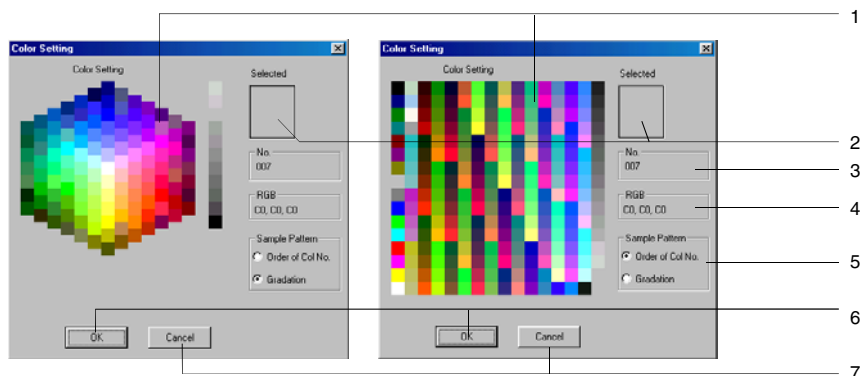 1
Color Setting
Color Setting
Selected
No.
007
RGB
C0, C0, C0
Sample Pattern
Order of Col No.
Gradation
OK
Cancel
Color Setting
Color Setting
Selected
No.
007
RGB
C0, C0, C0
Sample Pattern
Order of Col No.
Gradation
OK
Cancel
2
3
4
5
6
7